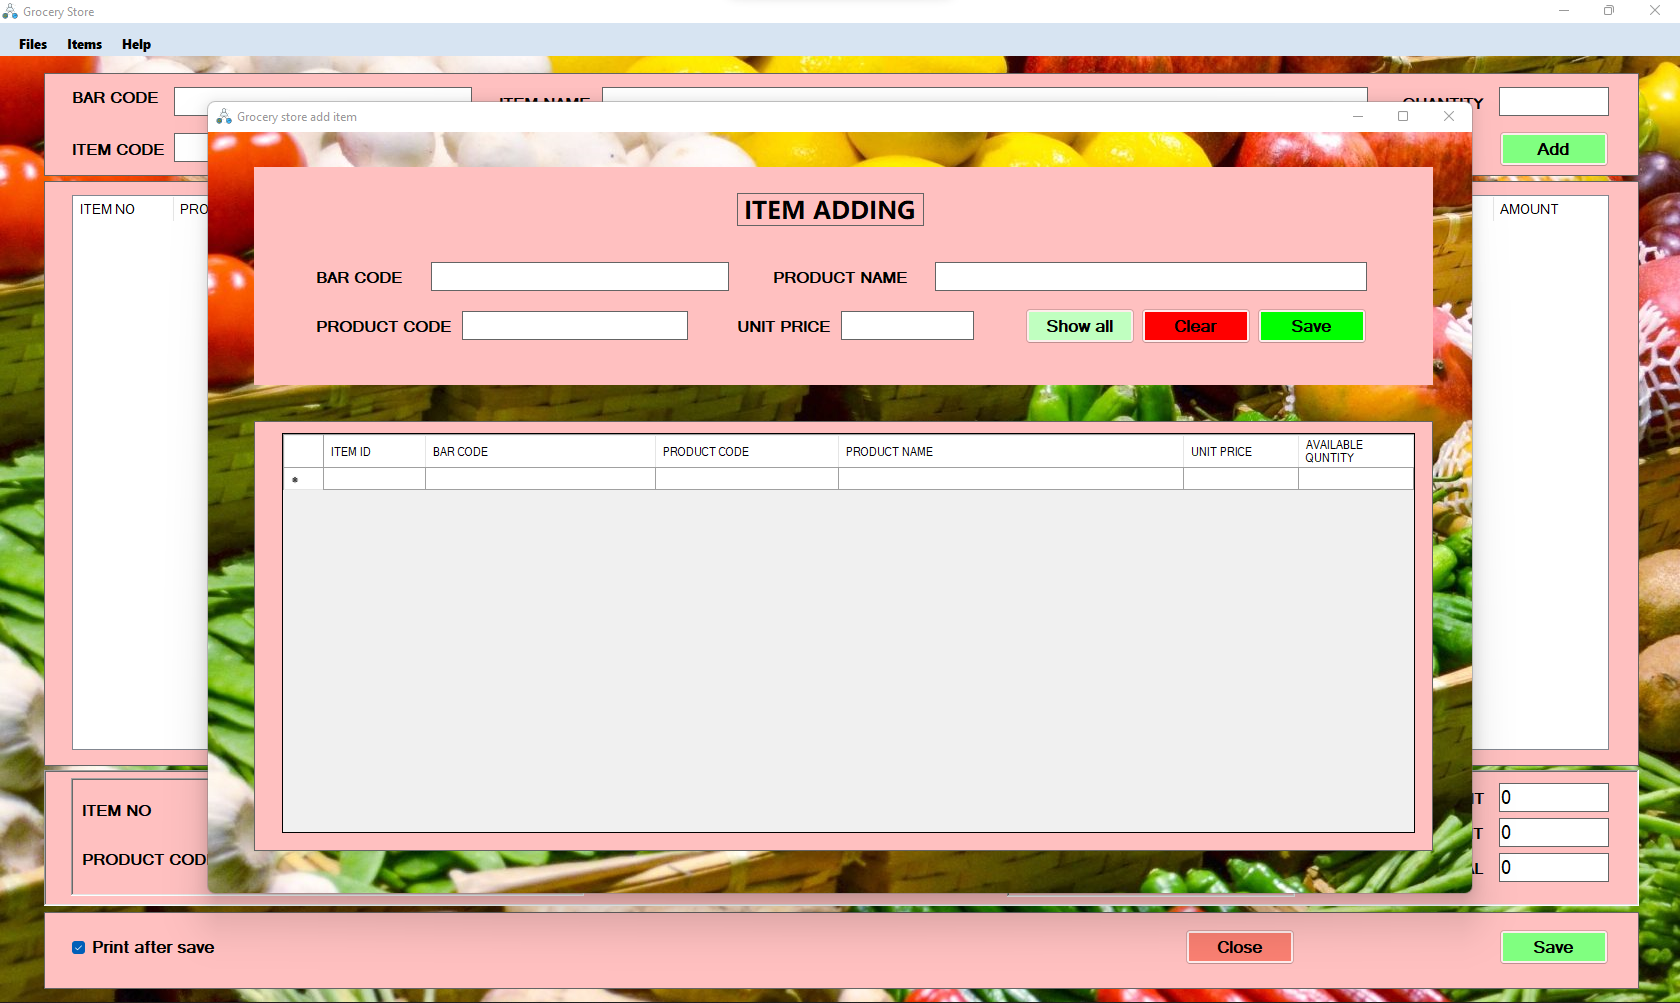 Grocery Store
Files Items Help
BAR CODE
ITEM NAME
QUANTITY
ITEM CODE
Add
ITEM NO
AMOUNT
Grocery store add item
ITEM ADDING
BAR CODE
PRODUCT NAME
PRODUCT CODE
UNIT PRICE
Show all
Clear
Save
ITEM ID
BAR CODE
PRODUCT CODE
PRODUCT NAME
UNIT PRICE
AVAILABLE
QUNTITY
*
ITEM NO
0
0
PRODUCT COD
0
Print after save
Close
Save